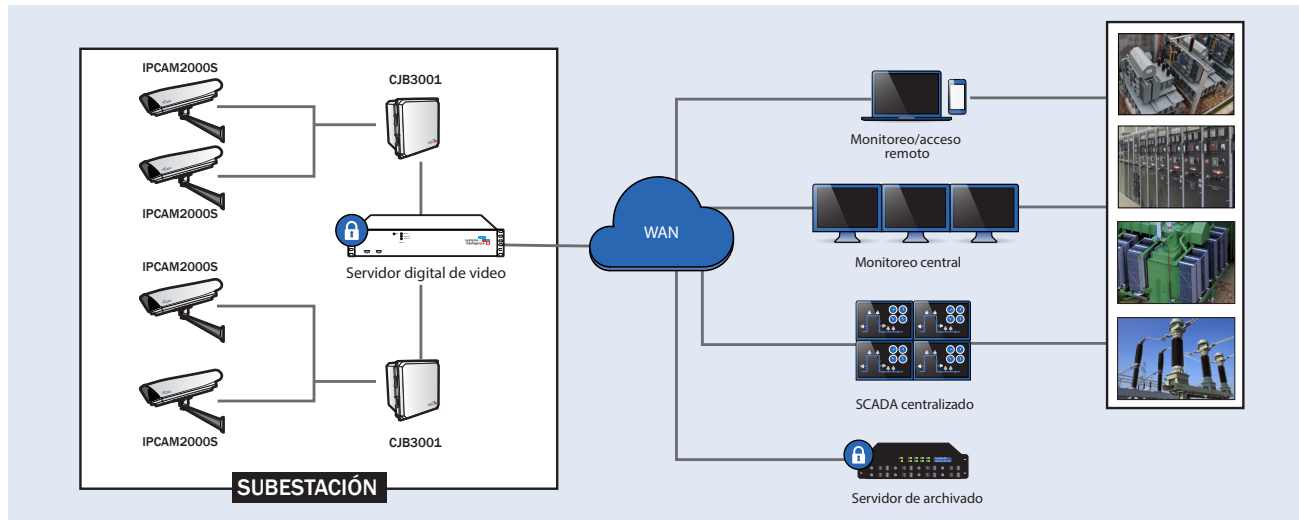 IPCAM2000S
CJB3001
IPCAM2000S
Servidor digital de video
IPCAM2000S
IPCAM2000S
CJB3001
SUBESTACIÓN
WAN
Monitoreo/acceso
remoto
Monitoreo central
SCADA centralizado
Servidor de archivado